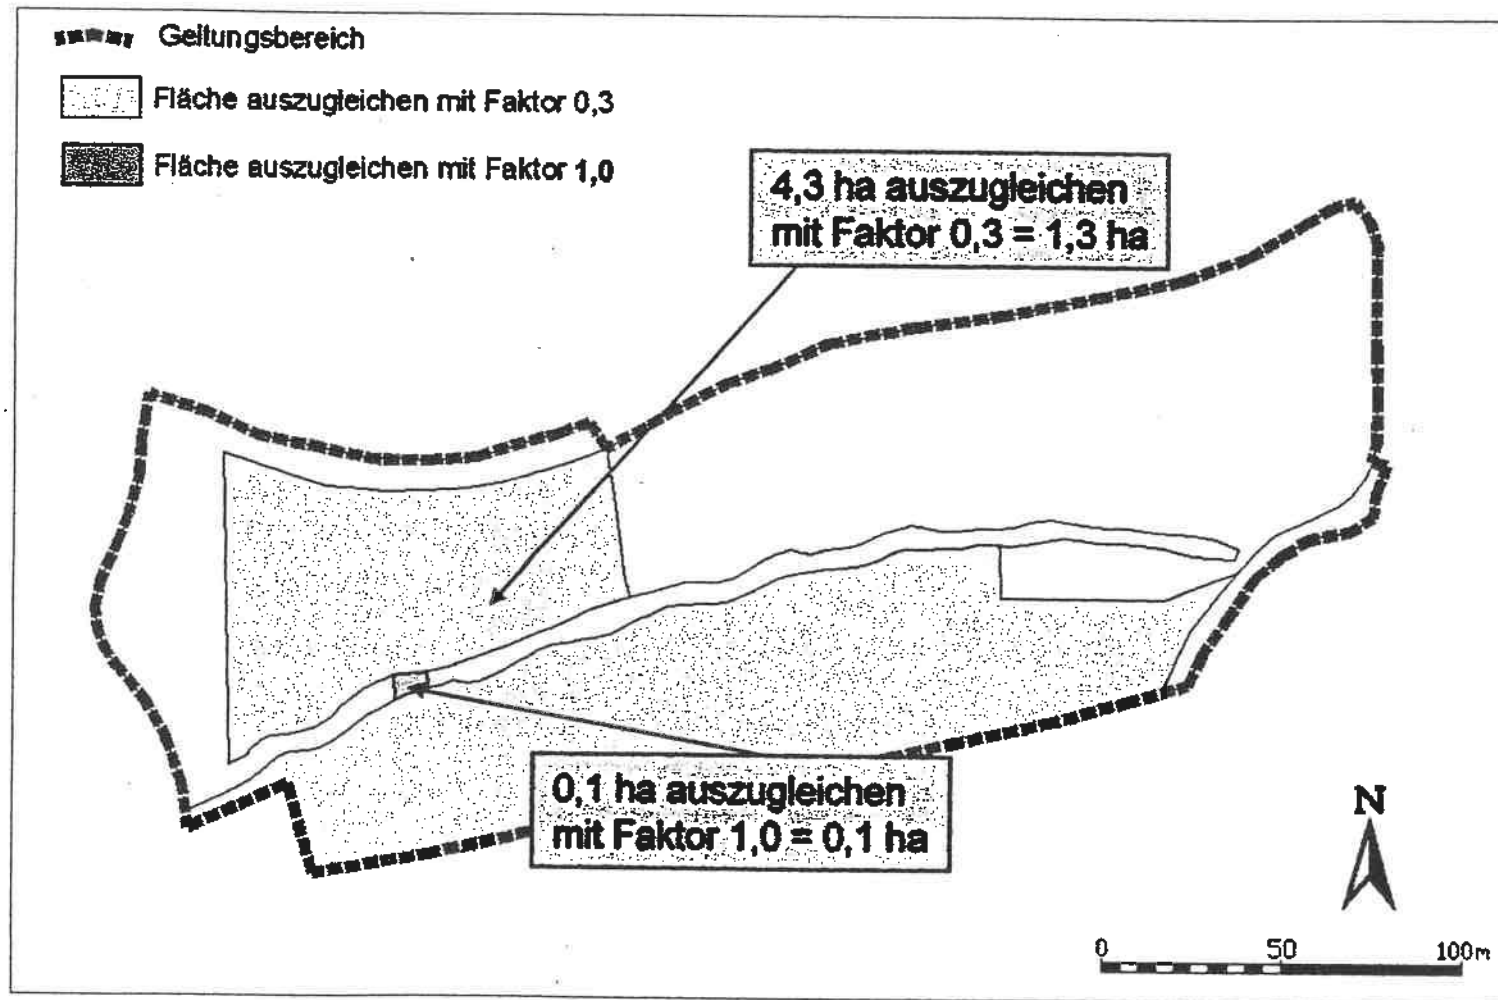 Geltungsbereich
Fläche auszugleichen mit Faktor 0,3
Fläche auszugleichen mit Faktor 1,0
4,3 ha auszugleichen
mit Faktor 0,3 = 1,3 ha
0,1 ha auszugleichen
mit Faktor 1,0 = 0,1 ha
N
0 50 100m